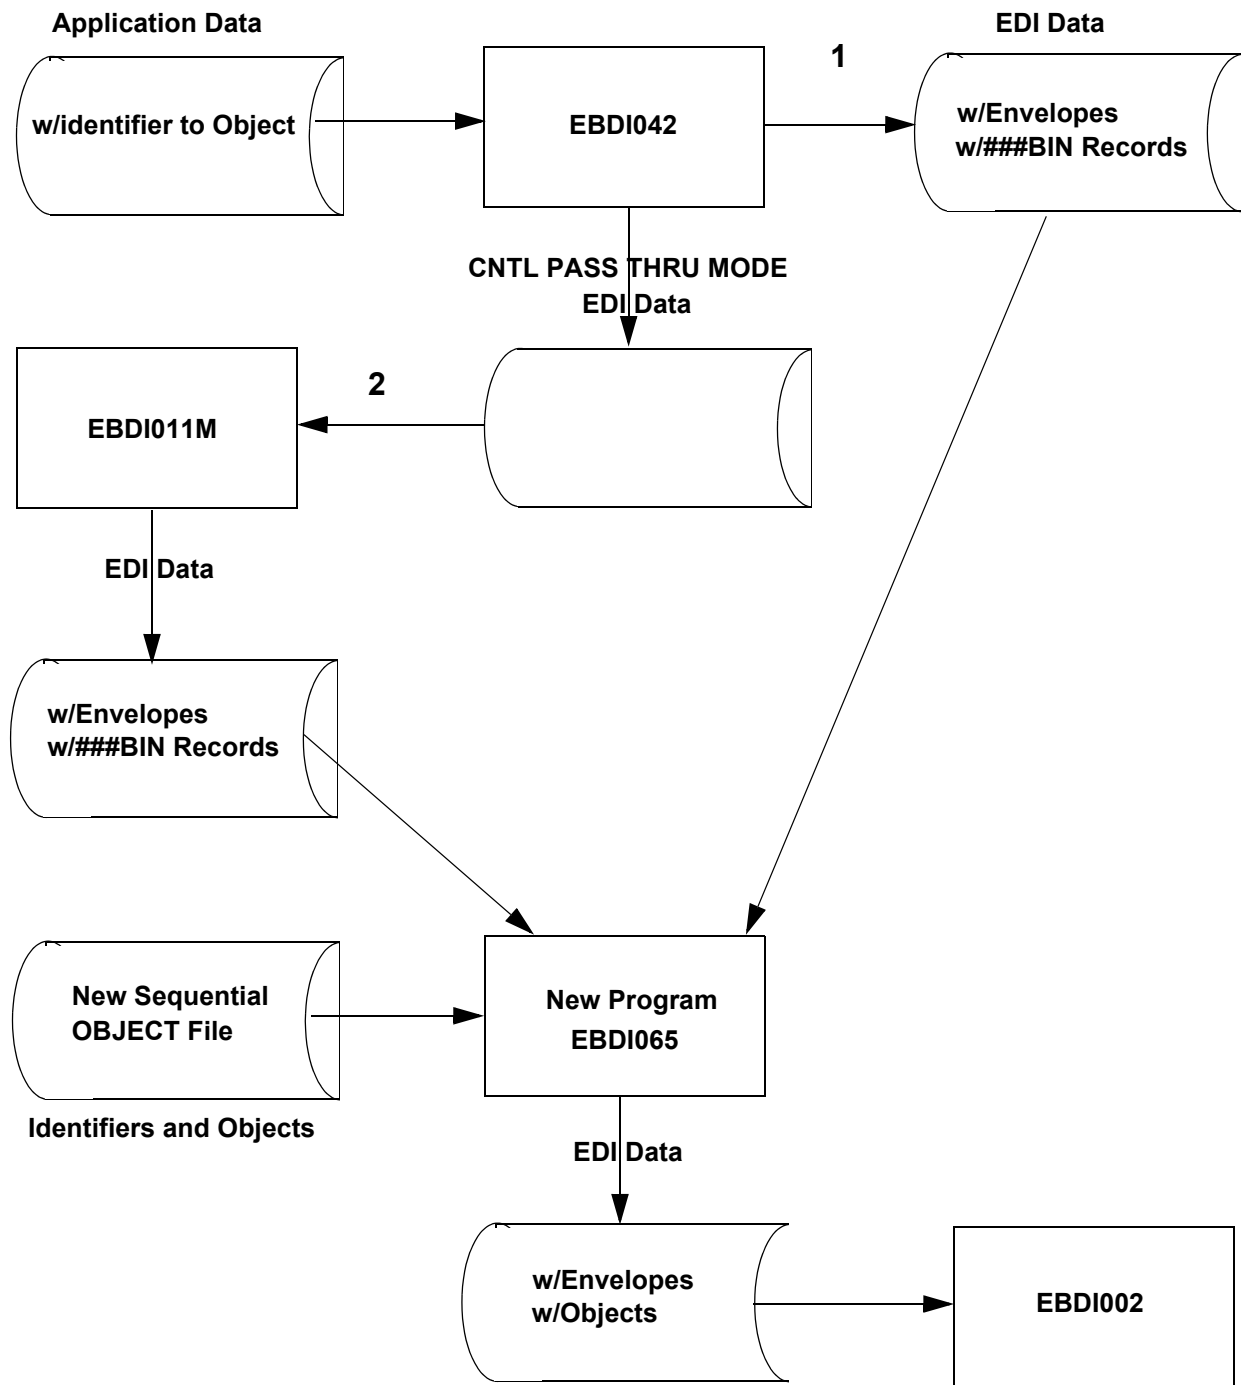 Application Data
EDI Data
1
w/identifier to Object
EBDI042
w/Envelopes
w/###BIN Records
CNTL PASS THRU MODE
EDI Data
2
EBDI011M
EDI Data
w/Envelopes
w/###BIN Records
New Sequential
OBJECT File
New Program
EBDI065
Identifiers and Objects
EDI Data
w/Envelopes
w/Objects
EBDI002